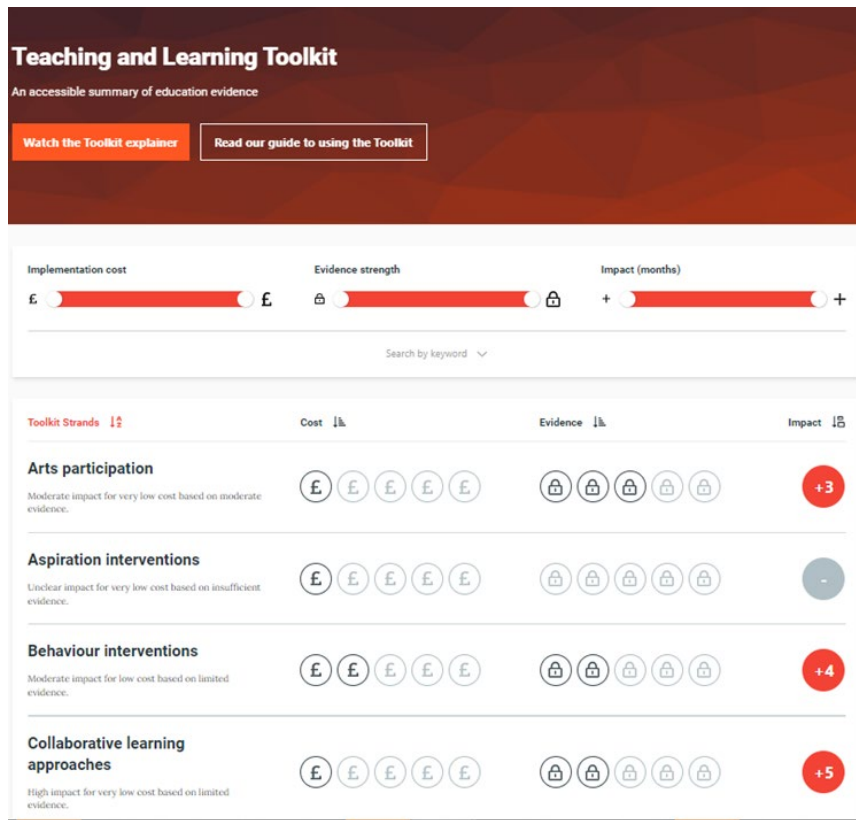 Teaching and Learning Toolkit
An accessible summary of education evidence
Watch the Toolkit explainer
Read our guide to using the Toolkit
Implementation cost
Evidence strength
Impact (months)
£ £
+ +
Search by keyword
Toolkit Strands
Cost
Evidence
Impact
Arts participation
Moderate impact for very low cost based on moderate
evidence.
£ £ £ £ £
+3
Aspiration interventions
Unclear impact for very low cost based on insufficient
evidence.
£ £ £ £ £
-
Behaviour interventions
Moderate impact for low cost based on limited
evidence.
£ £ £ £ £
+4
Collaborative learning
approaches
High impact for very low cost based on limited
evidence.
£ £ £ £ £
+5